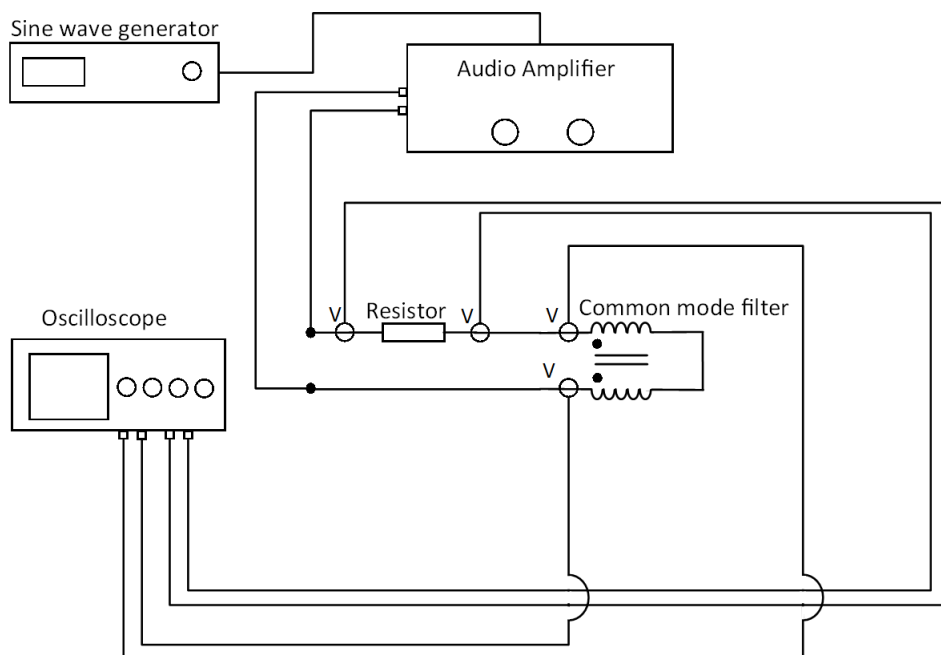 Sine wave generator
Audio Amplifier
V
Resistor
V
V
Common mode filter
Oscilloscope
V